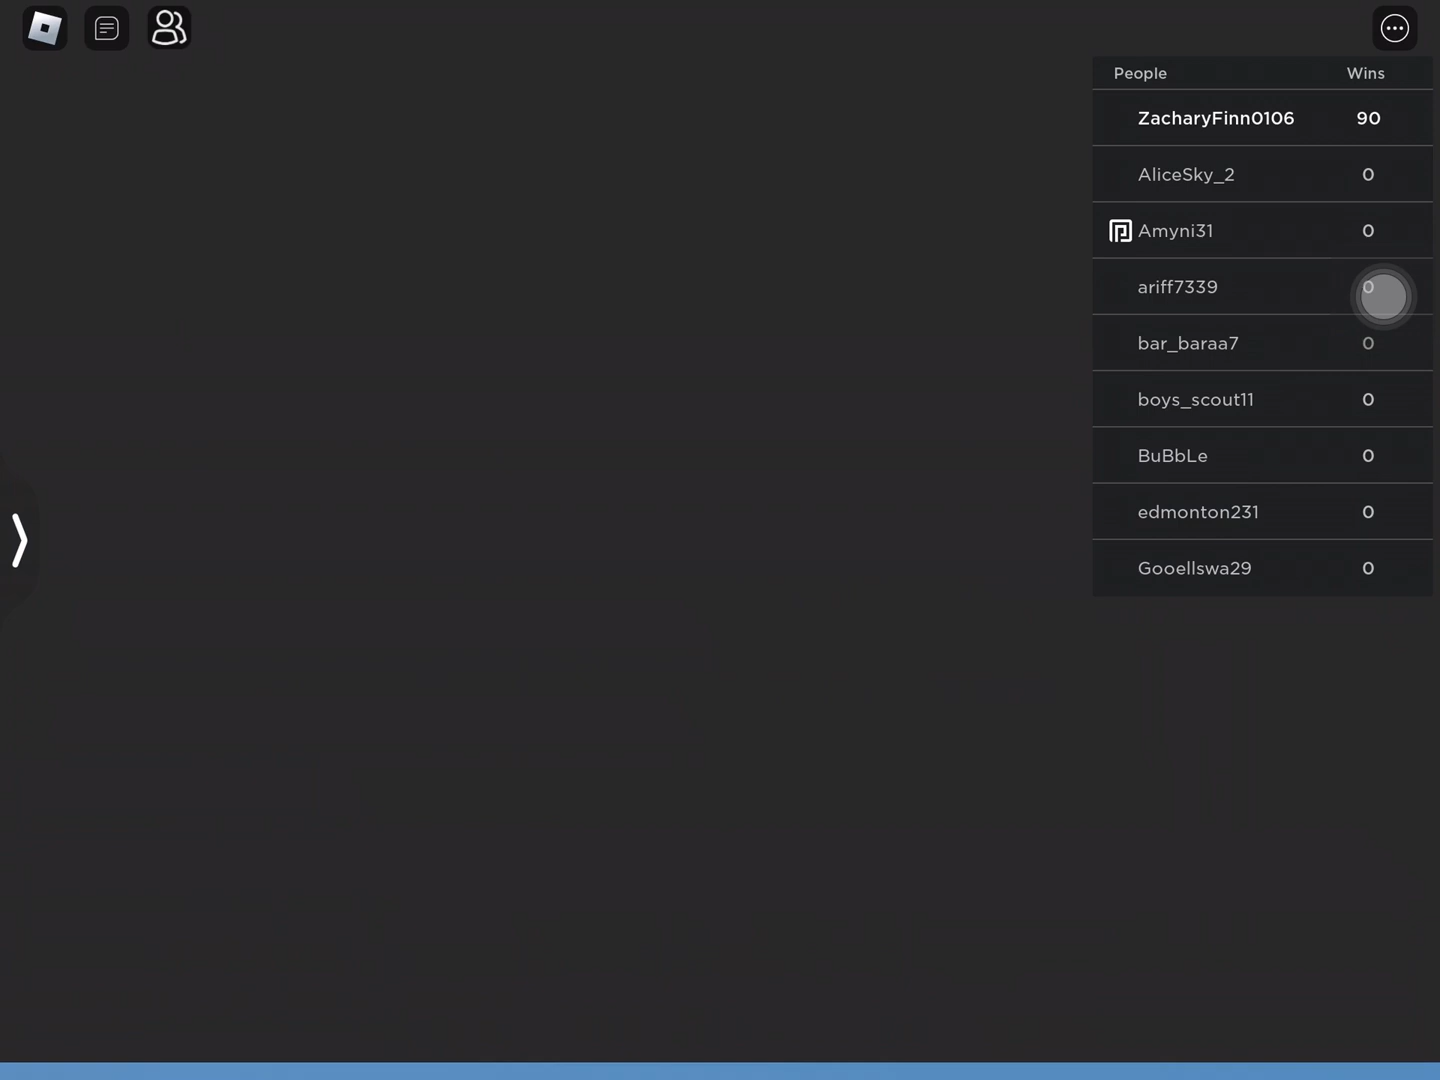 People Wins
ZacharyFinn0106 90
AliceSky_2 0
Amyni31 0
ariff7339 0
bar_baraa7 0
boys_scout11 0
BuBbLe 0
edmonton231 0
Gooellswa29 0